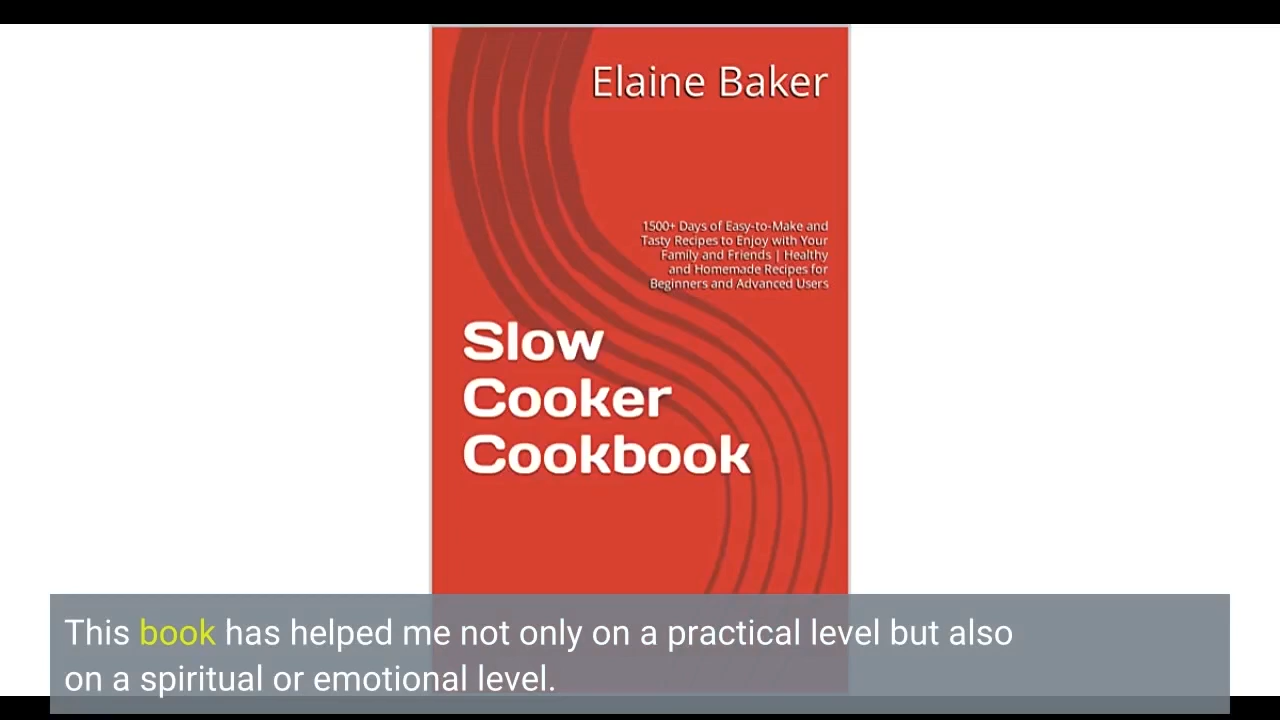 Elaine Baker
1500+ Days of Easy-to-Make and
Tasty Recipes to Enjoy with Your
Family and Friends | Healthy
and Homemade Recipes for
Beginners and Advanced Users
Slow
Cooker
Cookbook
This book has helped me not only on a practical level but also
on a spiritual or emotional level.